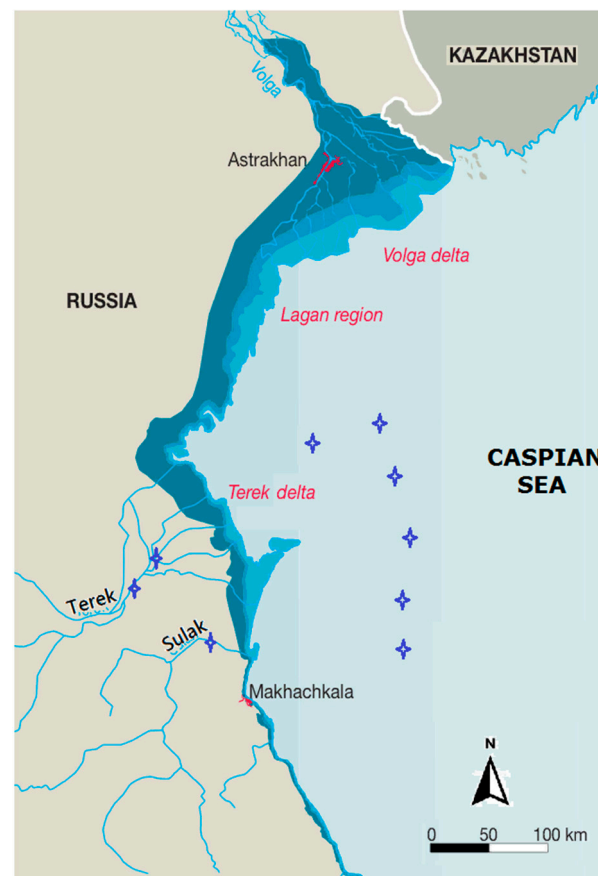 KAZAKHSTAN
Volga
Astrakhan
Volga delta
RUSSIA
Lagan region
CASPIAN
SEA
Terek delta
Terek
Sulak
Makhachkala
N
0 50 100 km